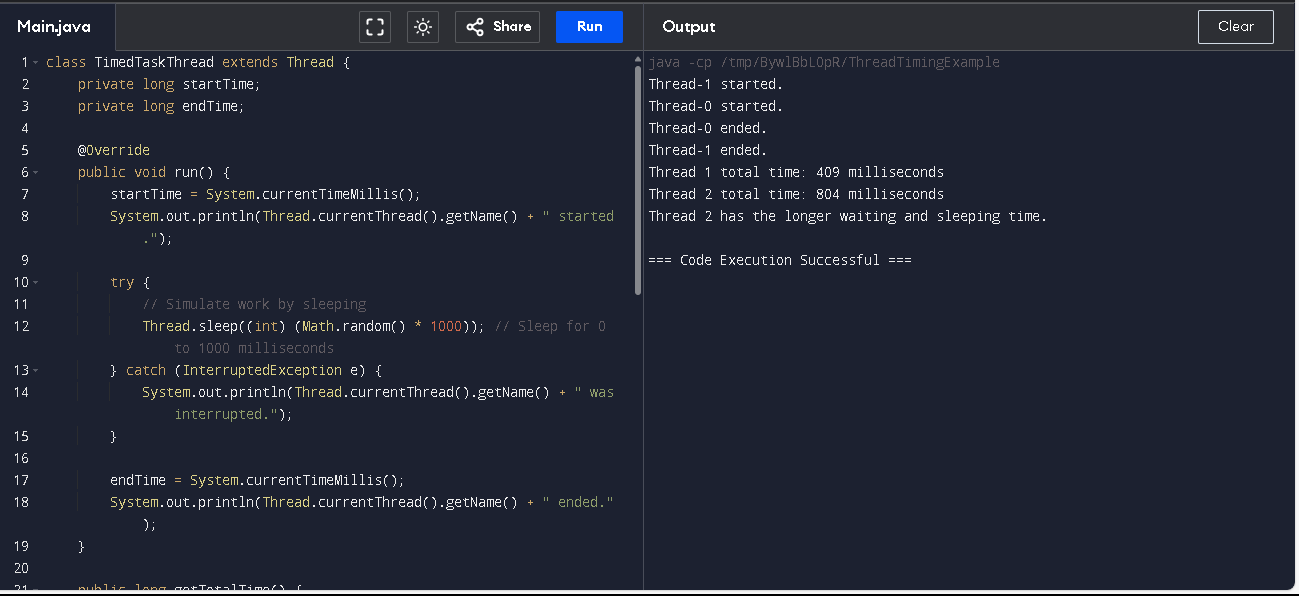 Main.java
Share
Run
Output
Clear
1 class TimedTaskThread extends Thread {
2 private long startTime;
3 private long endTime;
4
5 @Override
6 public void run() {
7 startTime = System.currentTimeMillis();
8 System.out.println(Thread.currentThread().getName() + " started
.");
9
10 try {
11 // Simulate work by sleeping
12 Thread.sleep((int) (Math.random() * 1000)); // Sleep for 0
to 1000 milliseconds
13 } catch (InterruptedException e) {
14 System.out.println(Thread.currentThread().getName() + " was
interrupted.");
15 }
16
17 endTime = System.currentTimeMillis();
18 System.out.println(Thread.currentThread().getName() + " ended."
);
19 }
20
21 public long getTotalTime() {
java -cp /tmp/BywlBbLOpR/ThreadTimingExample
Thread-1 started.
Thread-0 started.
Thread-0 ended.
Thread-1 ended.
Thread 1 total time: 409 milliseconds
Thread 2 total time: 804 milliseconds
Thread 2 has the longer waiting and sleeping time.
=== Code Execution Successful ===